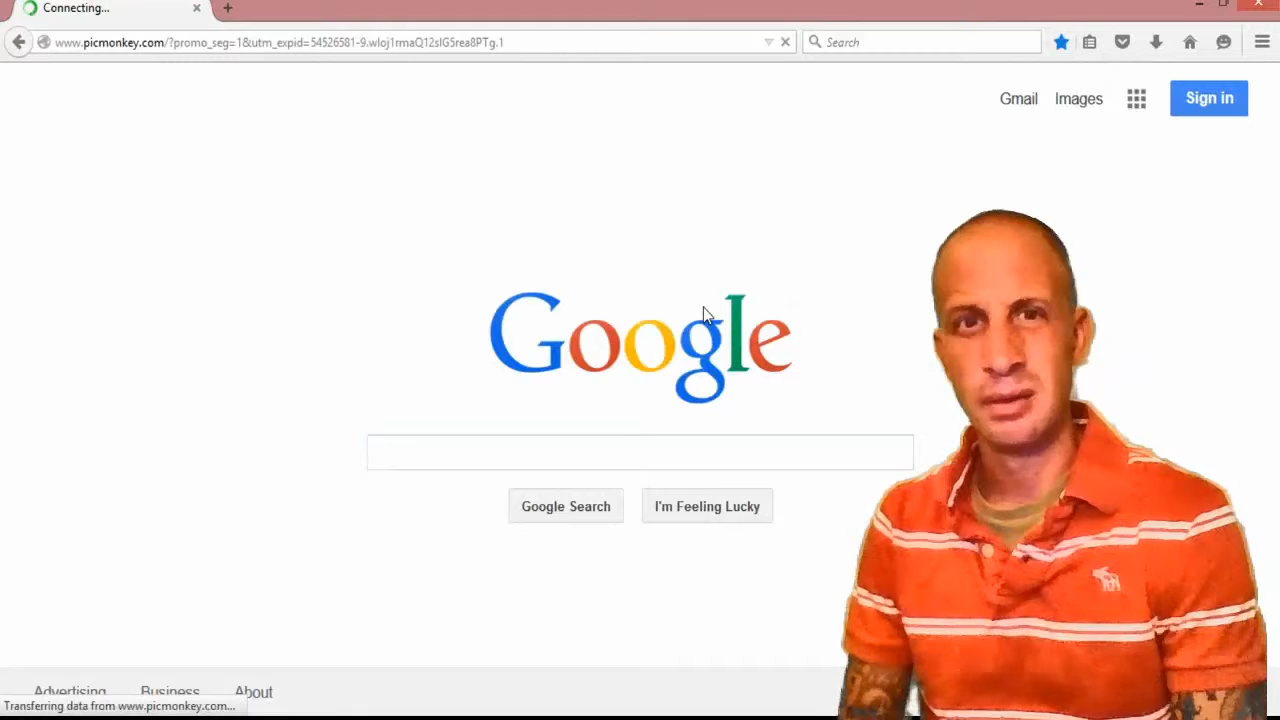 Connecting...
www.picmonkey.com/?promo_seg=1&utm_expid=54526581-9.wloj1rmaQ12slG5rea8PTg.1
Search
Gmail Images Sign in
Google
Google Search I'm Feeling Lucky
Advertising Business About
Transferring data from www.picmonkey.com...